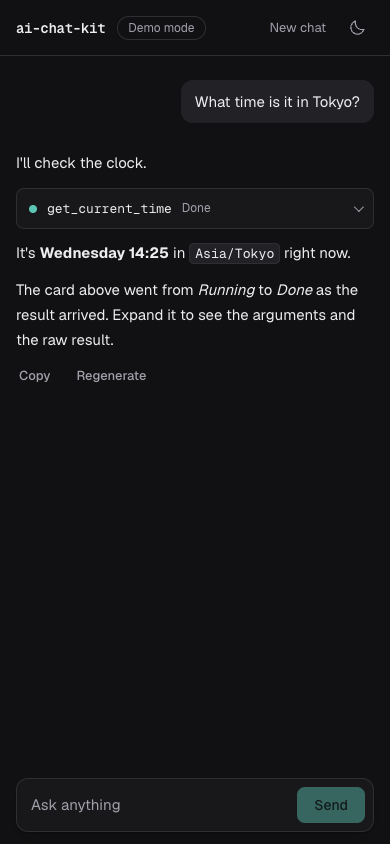 ai-chat-kit Demo mode New chat
What time is it in Tokyo?
I'll check the clock.
get_current_time Done
It's Wednesday 14:25 in Asia/Tokyo right now.
The card above went from Running to Done as the
result arrived. Expand it to see the arguments and
the raw result.
Copy Regenerate
Ask anything Send